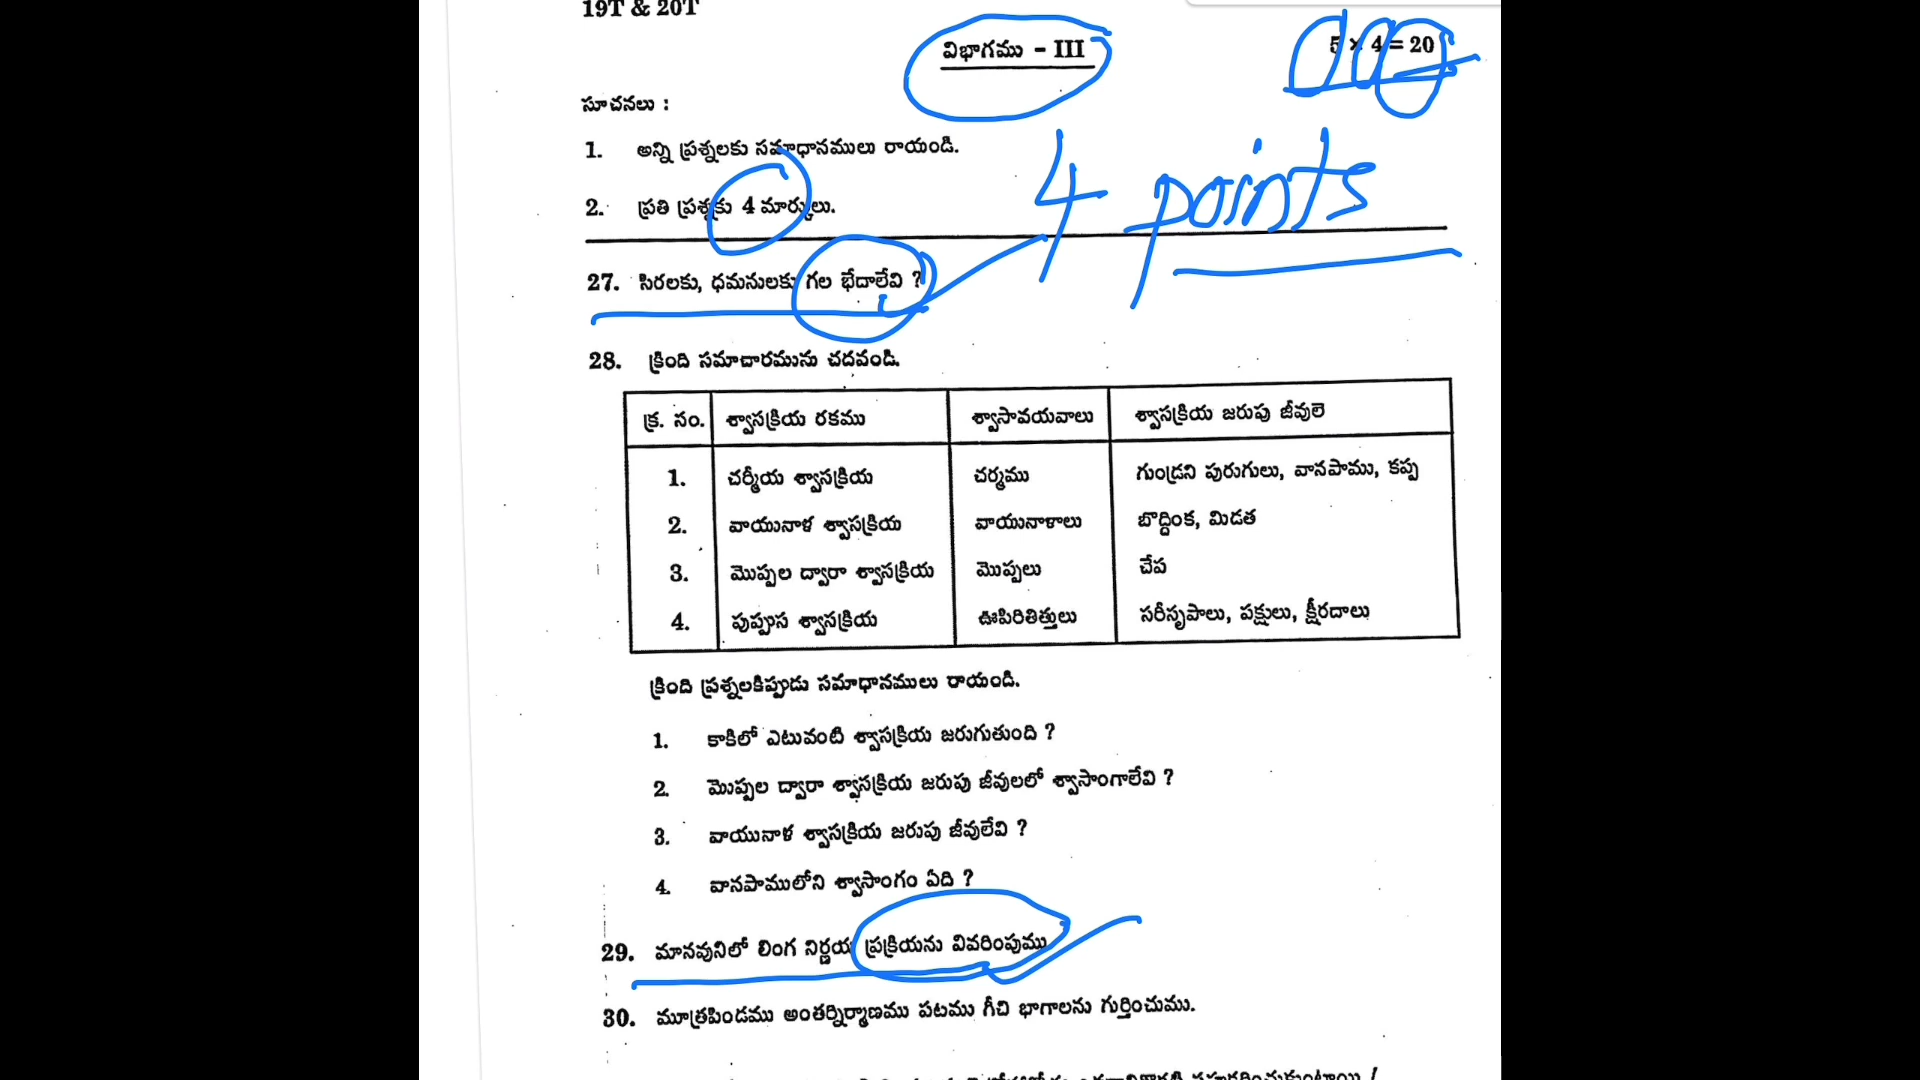 19T & 20T
విభాగము - III
5 × 4 = 20
సూచనలు :
1. అన్ని ప్రశ్నలకు సమాధానములు రాయండి.
2. ప్రతి ప్రశ్నకు 4 మార్కులు.
4 points
27. సిరలకు, ధమనులకు గల భేదాలేవి ?
28. క్రింది సమాచారమును చదవండి.
క్ర. సం. శ్వాసక్రియ రకము శ్వాసావయవాలు శ్వాసక్రియ జరుపు జీవులె
1. చర్మీయ శ్వాసక్రియ చర్మము గుండ్రని పురుగులు, వానపాము, కప్ప
2. వాయునాళ శ్వాసక్రియ వాయునాళాలు బొద్దింక, మిడత
3. మొప్పల ద్వారా శ్వాసక్రియ మొప్పలు చేప
4. పుప్పుస శ్వాసక్రియ ఊపిరితిత్తులు సరీసృపాలు, పక్షులు, క్షీరదాలు
క్రింది ప్రశ్నలకిప్పుడు సమాధానములు రాయండి.
1. కాకిలో ఎటువంటి శ్వాసక్రియ జరుగుతుంది ?
2. మొప్పల ద్వారా శ్వాసక్రియ జరుపు జీవులలో శ్వాసాంగాలేవి ?
3. వాయునాళ శ్వాసక్రియ జరుపు జీవులేవి ?
4. వానపాములోని శ్వాసాంగం ఏది ?
29. మానవునిలో లింగ నిర్ణయ ప్రక్రియను వివరింపుము
30. మూత్రపిండము అంతర్నిర్మాణము పటము గీచి భాగాలను గుర్తించుము.